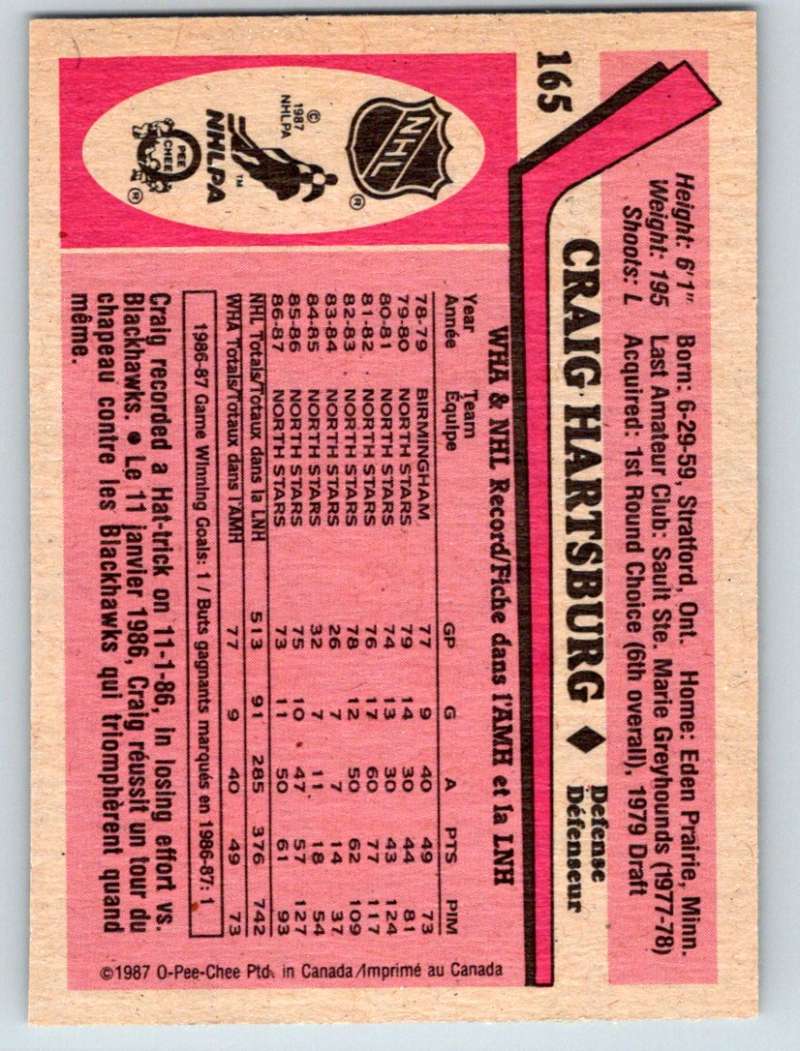 165
Height: 6'1" Born: 6-29-59, Stratford, Ont. Home: Eden Prairie, Minn.
Weight: 195 Last Amateur Club: Sault Ste. Marie Greyhounds (1977-78)
Shoots: L Acquired: 1st Round Choice (6th overall), 1979 Draft
CRAIG HARTSBURG ◆ Defense
Défenseur
NHL ®
© 1987 NHLPA
NHLPA ™
O PEE CHEE ®
WHA & NHL Record/Fiche dans l'AMH et la LNH
Year Team GP G A PTS PIM
Année Équipe
78-79 BIRMINGHAM 77 9 40 49 73
79-80 NORTH STARS 79 14 30 44 81
80-81 NORTH STARS 74 13 30 43 124
81-82 NORTH STARS 76 17 60 77 117
82-83 NORTH STARS 78 12 50 62 109
83-84 NORTH STARS 26 7 7 14 37
84-85 NORTH STARS 32 7 11 18 54
85-86 NORTH STARS 75 10 47 57 127
86-87 NORTH STARS 73 11 50 61 93
NHL Totals/Totaux dans la LNH 513 91 285 376 742
WHA Totals/Totaux dans l'AMH 77 9 40 49 73
1986-87 Game Winning Goals: 1 / Buts gagnants marqués en 1986-87: 1
Craig recorded a Hat-trick on 11-1-86, in losing effort vs.
Blackhawks. ● Le 11 janvier 1986, Craig réussit un tour du
chapeau contre les Blackhawks qui triomphèrent quand
même.
©1987 O-Pee-Chee Ptd. in Canada/Imprimé au Canada